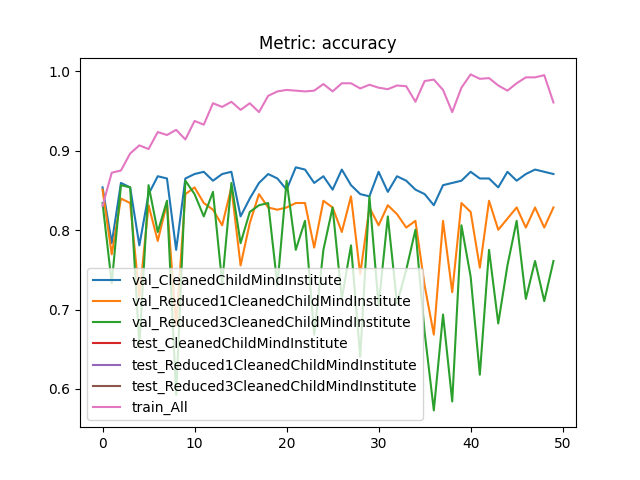 Metric: accuracy
1.0
0.9
0.8
0.7
0.6
val_CleanedChildMindInstitute
val_Reduced1CleanedChildMindInstitute
val_Reduced3CleanedChildMindInstitute
test_CleanedChildMindInstitute
test_Reduced1CleanedChildMindInstitute
test_Reduced3CleanedChildMindInstitute
train_All
0 10 20 30 40 50